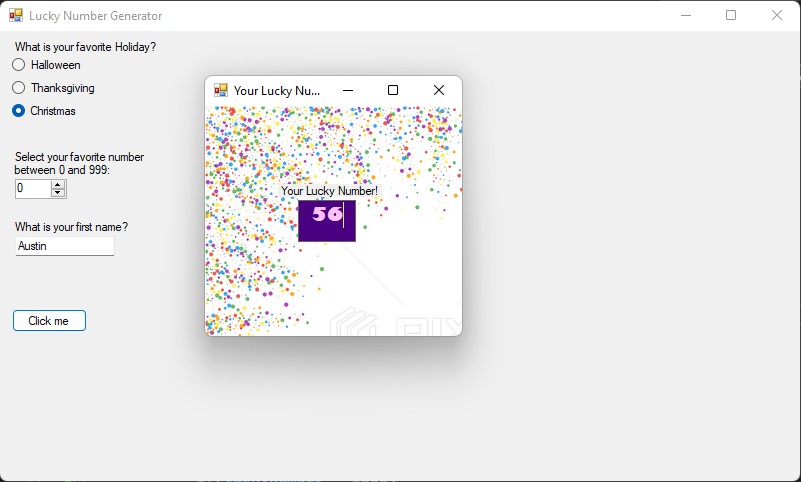 Lucky Number Generator
What is your favorite Holiday?
Halloween
Thanksgiving
Christmas
Select your favorite number
between 0 and 999:
0
What is your first name?
Austin
Click me
Your Lucky Nu...
Your Lucky Number!
56